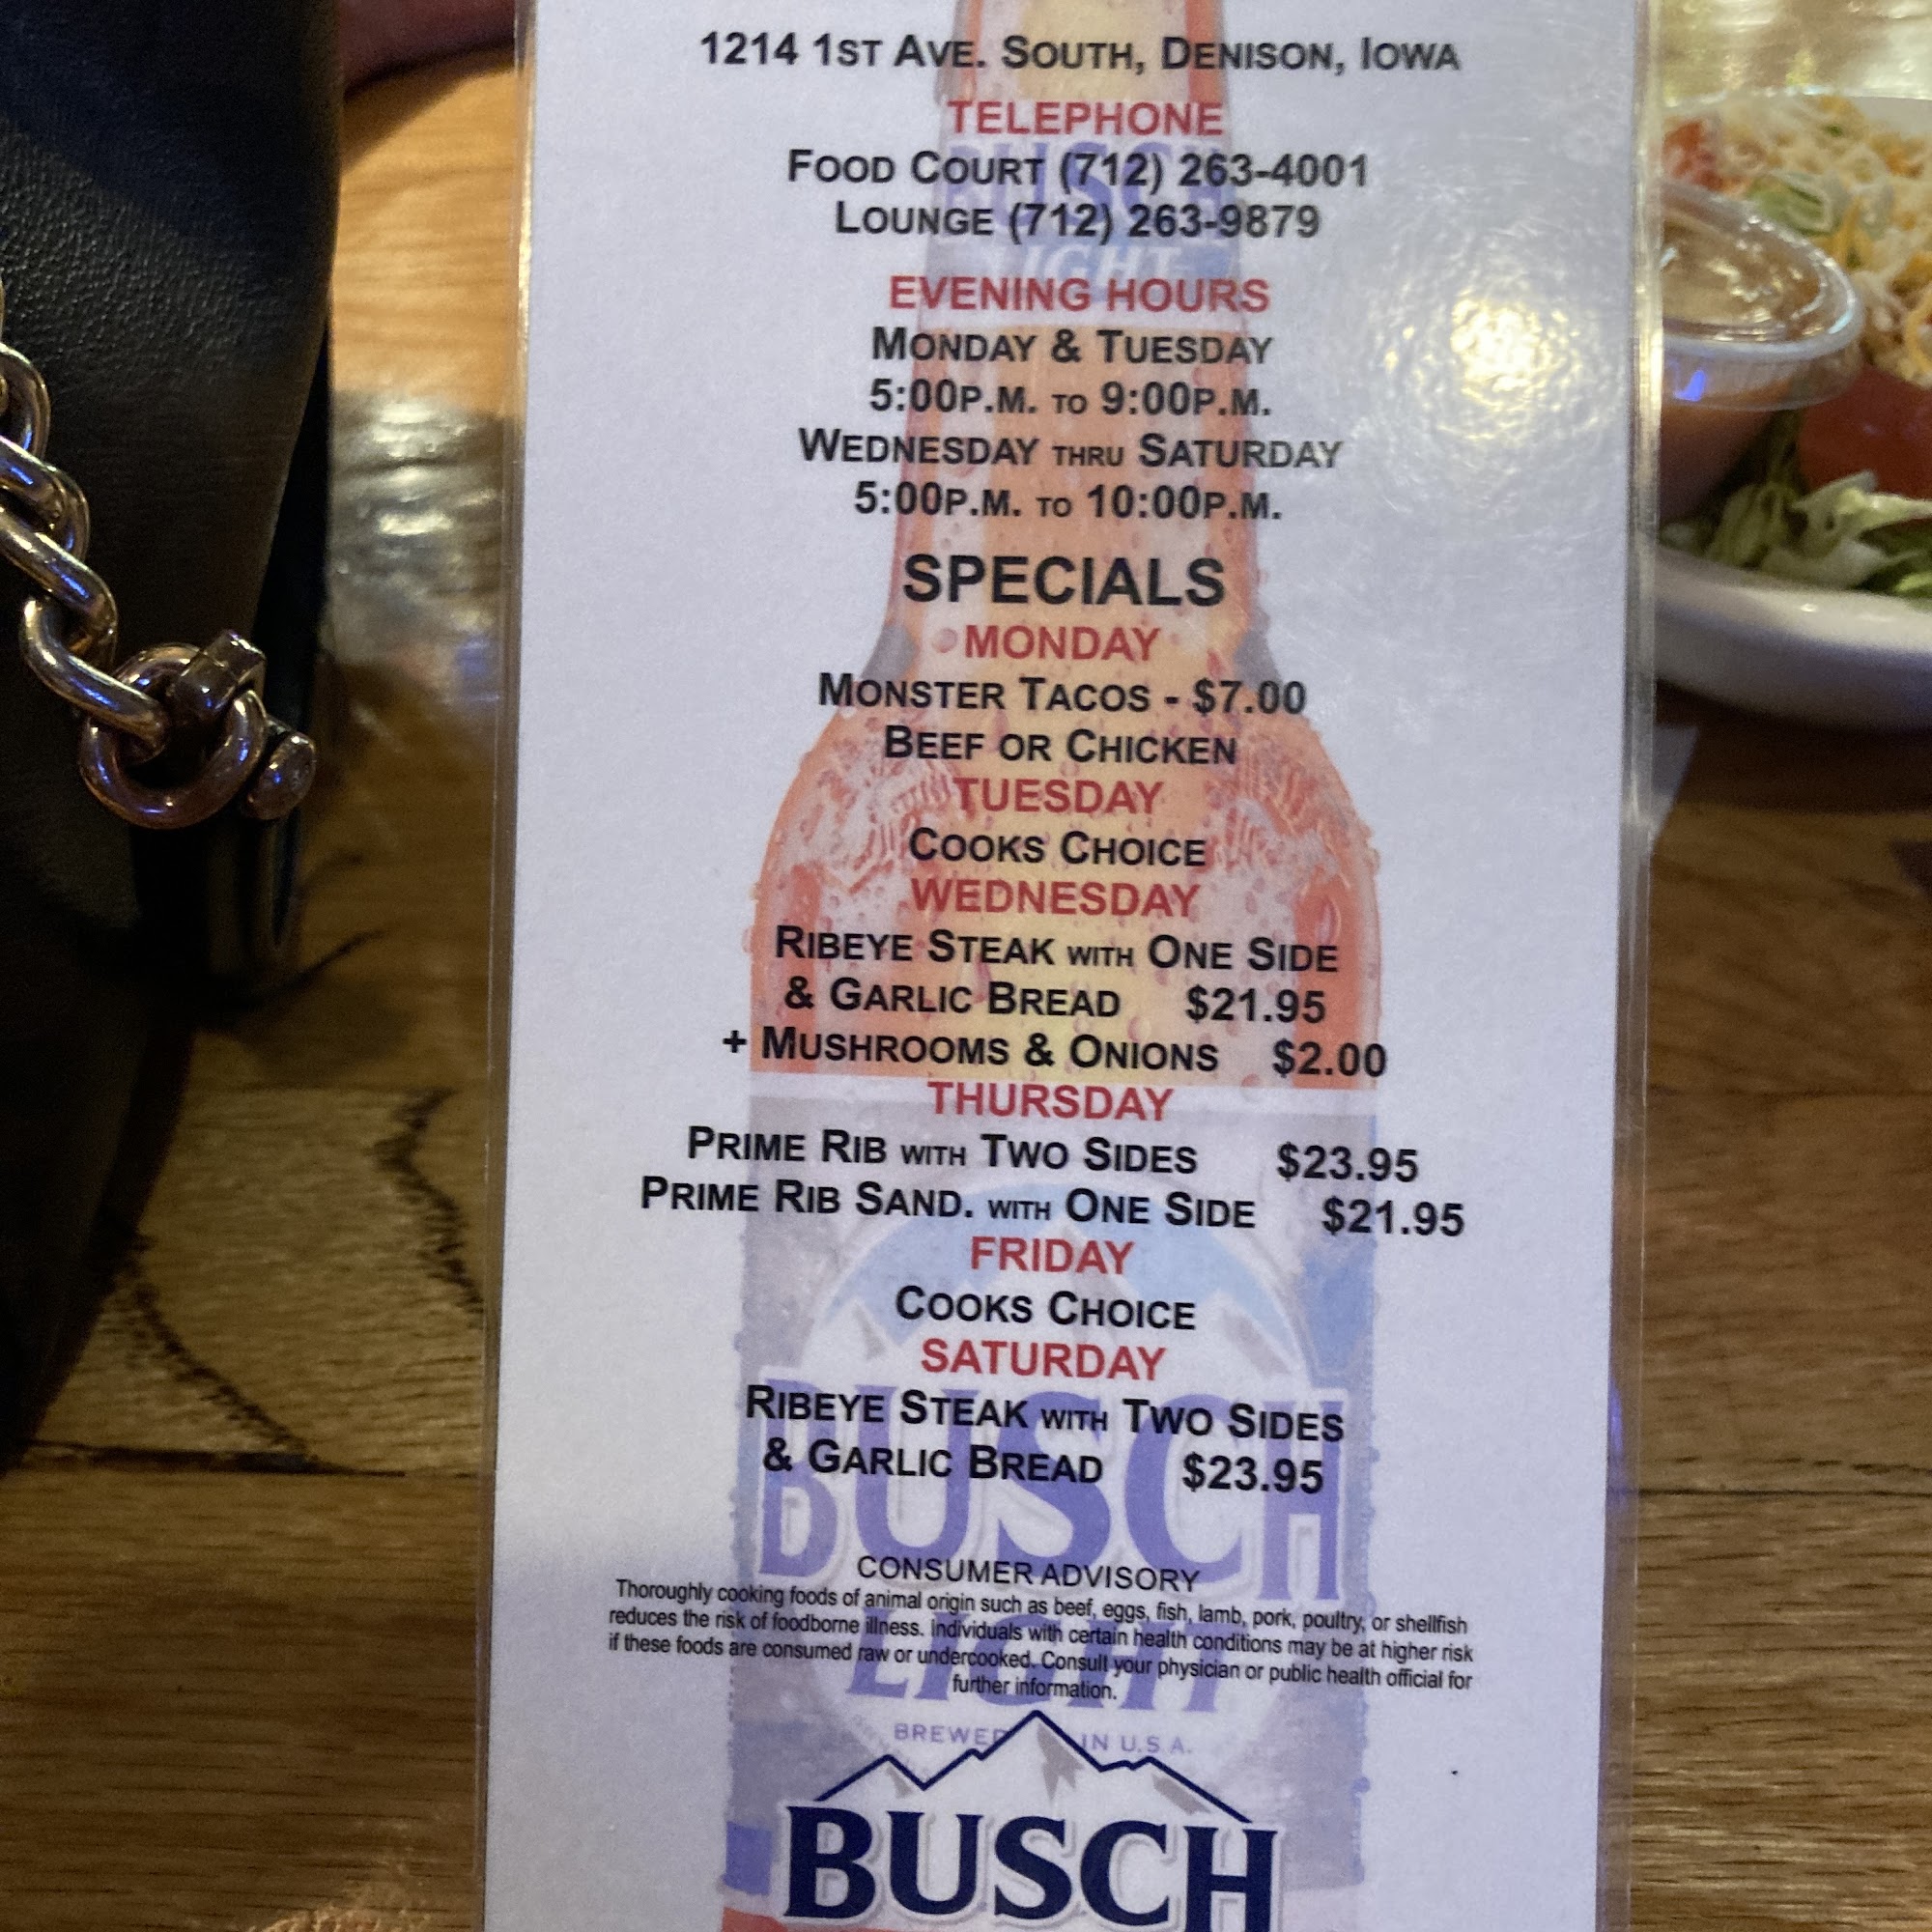 1214 1ST AVE. SOUTH, DENISON, IOWA
TELEPHONE
FOOD COURT (712) 263-4001
LOUNGE (712) 263-9879
BUSCH
LIGHT
EVENING HOURS
MONDAY & TUESDAY
5:00P.M. TO 9:00P.M.
WEDNESDAY THRU SATURDAY
5:00P.M. TO 10:00P.M.
SPECIALS
MONDAY
MONSTER TACOS - $7.00
BEEF OR CHICKEN
TUESDAY
COOKS CHOICE
WEDNESDAY
RIBEYE STEAK WITH ONE SIDE
& GARLIC BREAD $21.95
+ MUSHROOMS & ONIONS $2.00
THURSDAY
PRIME RIB WITH TWO SIDES $23.95
PRIME RIB SAND. WITH ONE SIDE $21.95
FRIDAY
COOKS CHOICE
SATURDAY
RIBEYE STEAK WITH TWO SIDES
& GARLIC BREAD $23.95
BUSCH
LIGHT
CONSUMER ADVISORY
Thoroughly cooking foods of animal origin such as beef, eggs, fish, lamb, pork, poultry, or shellfish
reduces the risk of foodborne illness. Individuals with certain health conditions may be at higher risk
if these foods are consumed raw or undercooked. Consult your physician or public health official for
further information.
BREWED IN U.S.A.
BUSCH